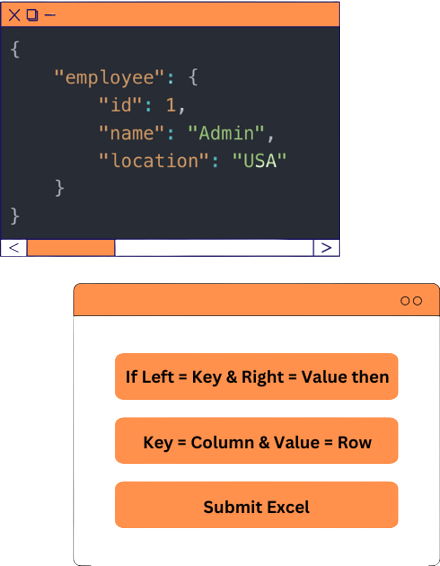 {
"employee": {
"id": 1,
"name": "Admin",
"location": "USA"
}
}
If Left = Key & Right = Value then
Key = Column & Value = Row
Submit Excel